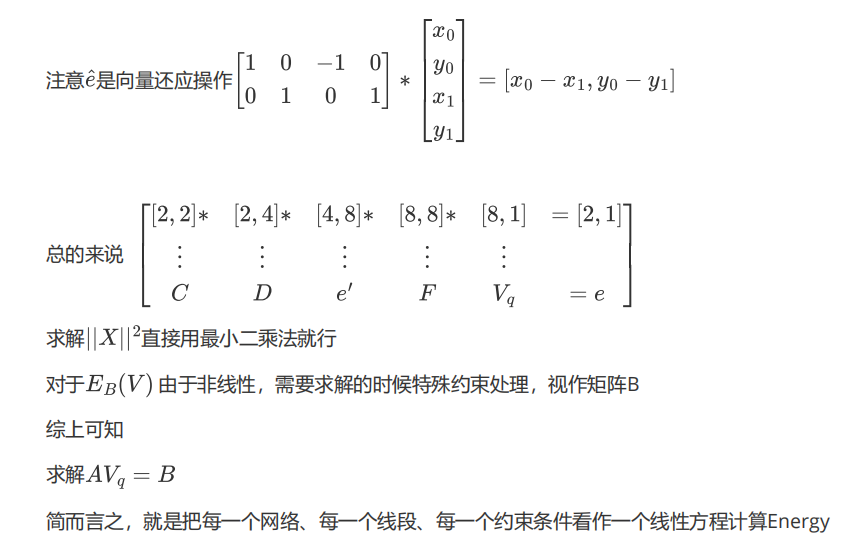 注意$\hat{e}$是向量还应操作$\begin{bmatrix} 1 & 0 & -1 & 0 \\ 0 & 1 & 0 & 1 \end{bmatrix} * \begin{bmatrix} x_0 \\ y_0 \\ x_1 \\ y_1 \end{bmatrix} = [x_0 - x_1, y_0 - y_1]$
总的来说 $\begin{bmatrix} [2,2]* & [2,4]* & [4,8]* & [8,8]* & [8,1] & =[2,1] \\ \vdots & \vdots & \vdots & \vdots & \vdots & \\ C & D & e' & F & V_q & =e \end{bmatrix}$
求解$||X||^2$直接用最小二乘法就行
对于$E_B(V)$由于非线性，需要求解的时候特殊约束处理，视作矩阵B
综上可知
求解$AV_q = B$
简而言之，就是把每一个网络、每一个线段、每一个约束条件看作一个线性方程计算Energy